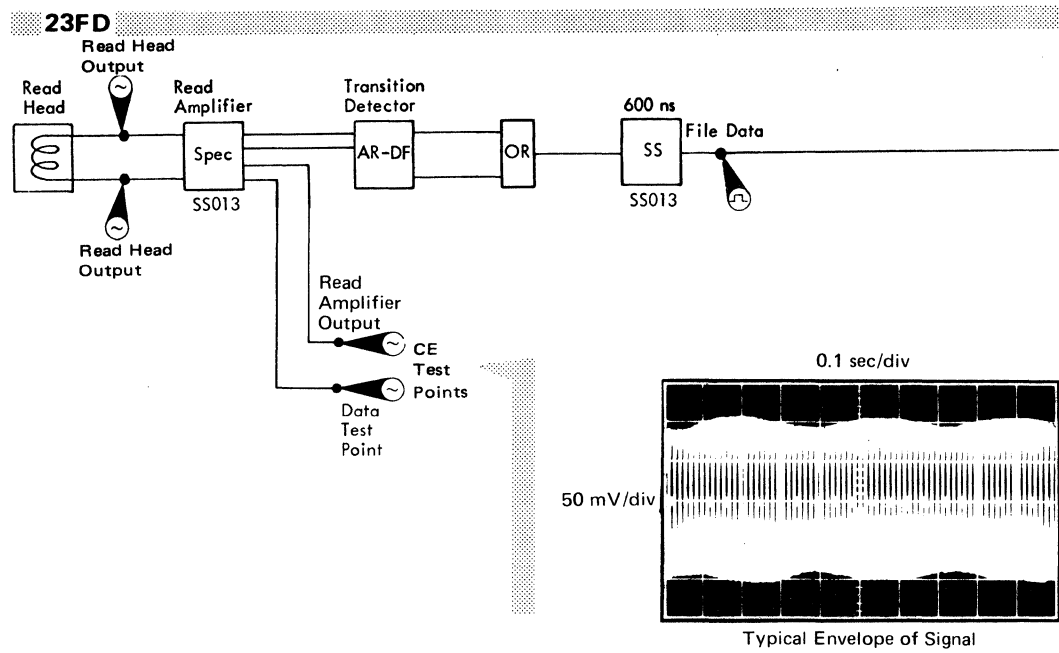 23FD
Read Head
Output
Read
Head
Read
Amplifier
Transition
Detector
600 ns
File Data
Spec
AR-DF
OR
SS
SS013
SS013
Read Head
Output
Read
Amplifier
Output
CE
Test
Points
Data
Test
Point
0.1 sec/div
50 mV/div
Typical Envelope of Signal